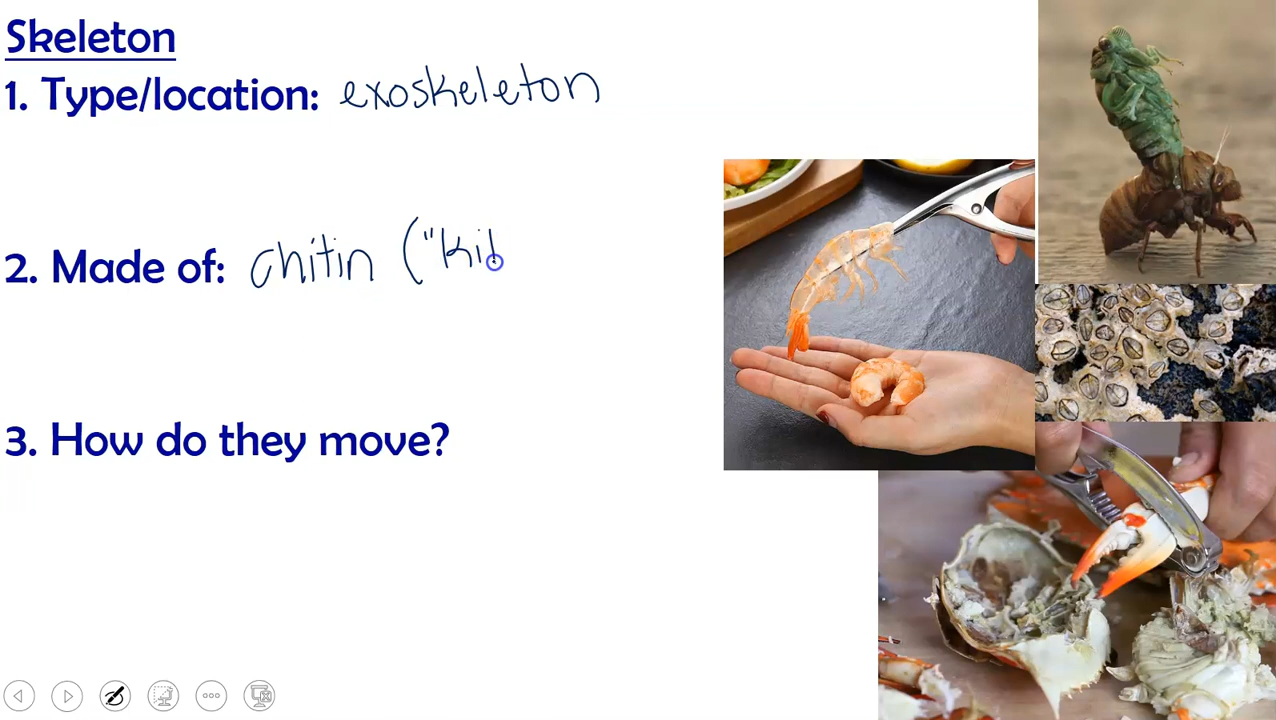 Skeleton
1. Type/location: exoskeleton
2. Made of: chitin ("ki
3. How do they move?